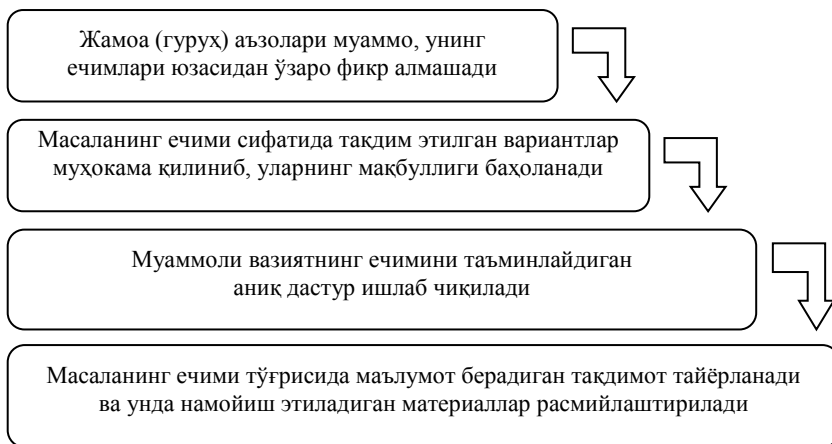 Жамоа (гуруҳ) аъзолари муаммо, унинг
ечимлари юзасидан ўзаро фикр алмашади
Масаланинг ечими сифатида тақдим этилган вариантлар
муҳокама қилиниб, уларнинг мақбуллиги баҳоланади
Муаммоли вазиятнинг ечимини таъминлайдиган
аниқ дастур ишлаб чиқилади
Масаланинг ечими тўғрисида маълумот берадиган тақдимот тайёрланади
ва унда намойиш этиладиган материаллар расмийлаштирилади